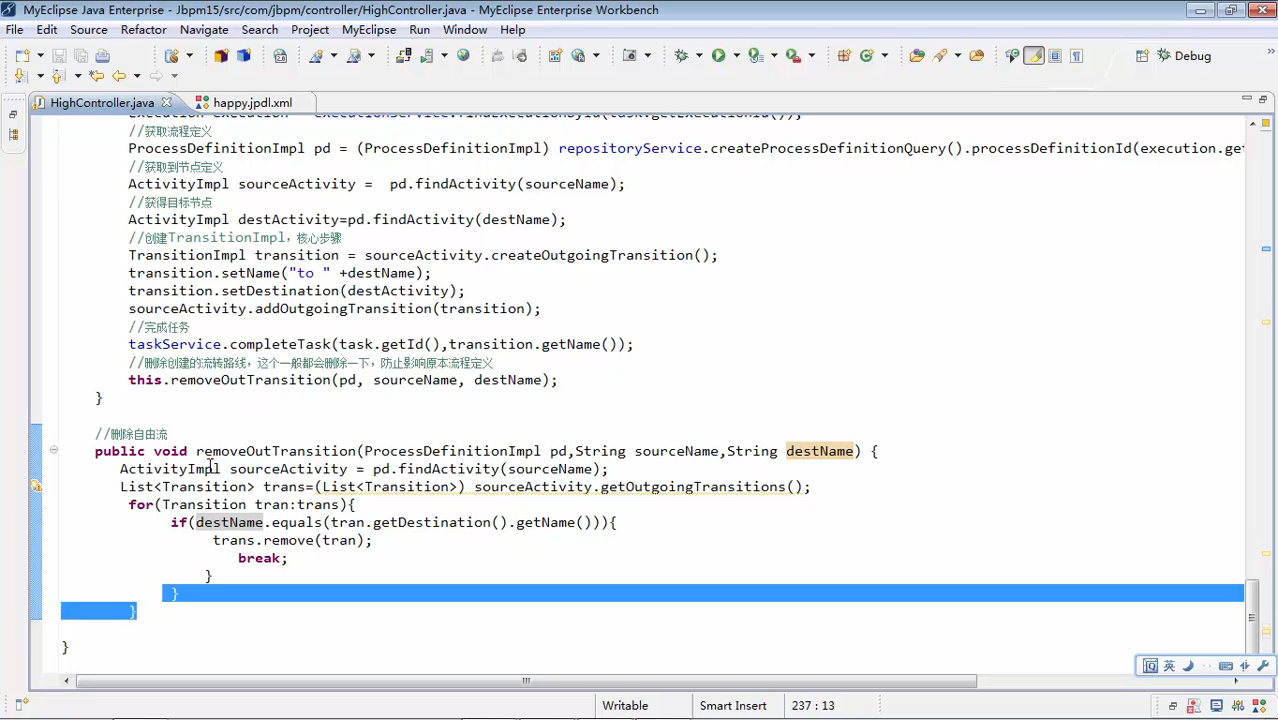 MyEclipse Java Enterprise - Jbpm15/src/com/jbpm/controller/HighController.java - MyEclipse Enterprise Workbench
File Edit Source Refactor Navigate Search Project MyEclipse Run Window Help
Debug
HighController.java happy.jpdl.xml
Execution execution = executionService.findExecutionById(task.getExecutionId());
//获取流程定义
ProcessDefinitionImpl pd = (ProcessDefinitionImpl) repositoryService.createProcessDefinitionQuery().processDefinitionId(execution.get
//获取到节点定义
ActivityImpl sourceActivity = pd.findActivity(sourceName);
//获得目标节点
ActivityImpl destActivity=pd.findActivity(destName);
//创建TransitionImpl，核心步骤
TransitionImpl transition = sourceActivity.createOutgoingTransition();
transition.setName("to " +destName);
transition.setDestination(destActivity);
sourceActivity.addOutgoingTransition(transition);
//完成任务
taskService.completeTask(task.getId(),transition.getName());
//删除创建的流转路线，这个一般都会删除一下，防止影响原本流程定义
this.removeOutTransition(pd, sourceName, destName);
}
//删除自由流
public void removeOutTransition(ProcessDefinitionImpl pd,String sourceName,String destName) {
ActivityImpl sourceActivity = pd.findActivity(sourceName);
List<Transition> trans=(List<Transition>) sourceActivity.getOutgoingTransitions();
for(Transition tran:trans){
if(destName.equals(tran.getDestination().getName())){
trans.remove(tran);
break;
}
}
}
}
英
Writable Smart Insert 237 : 13